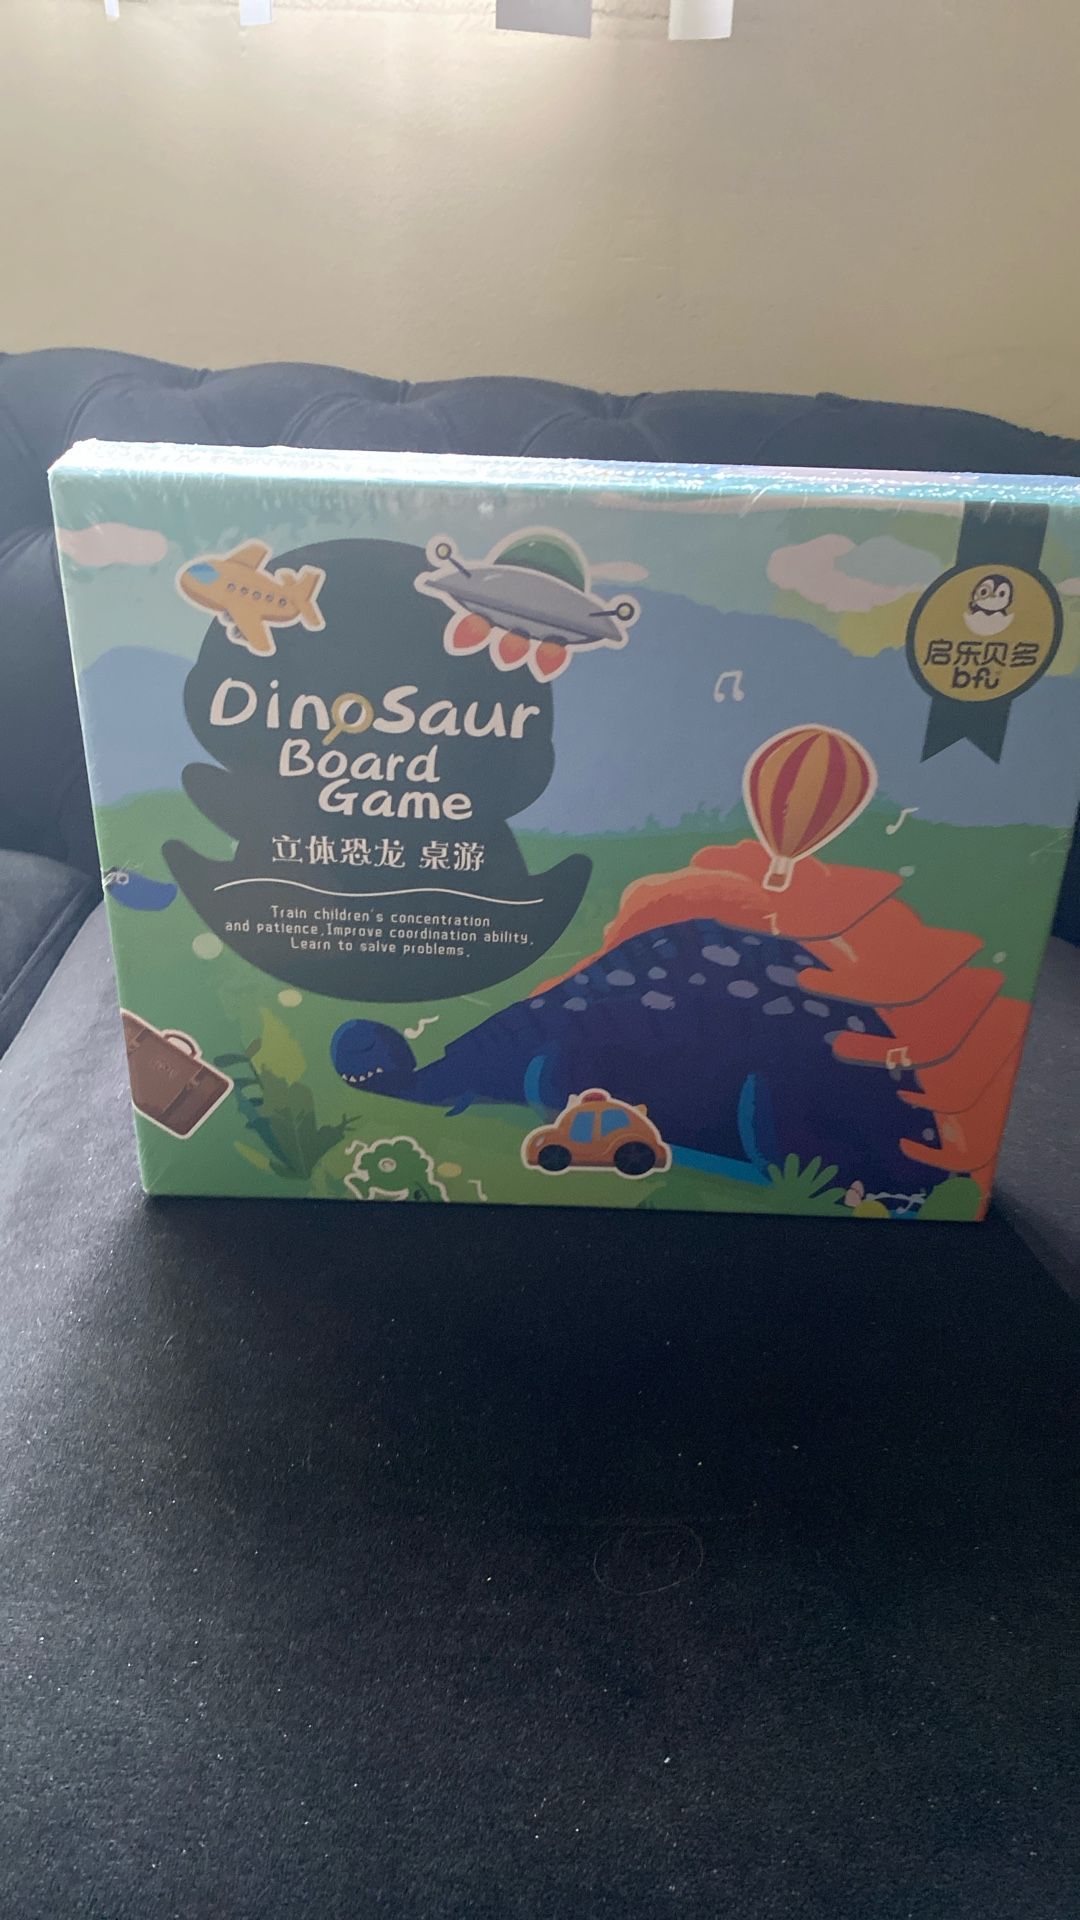 DinoSaur
Board
Game
立体恐龙 桌游
Train children's concentration
and patience.Improve coordination ability.
Learn to salve problems.
启乐贝多
bfu